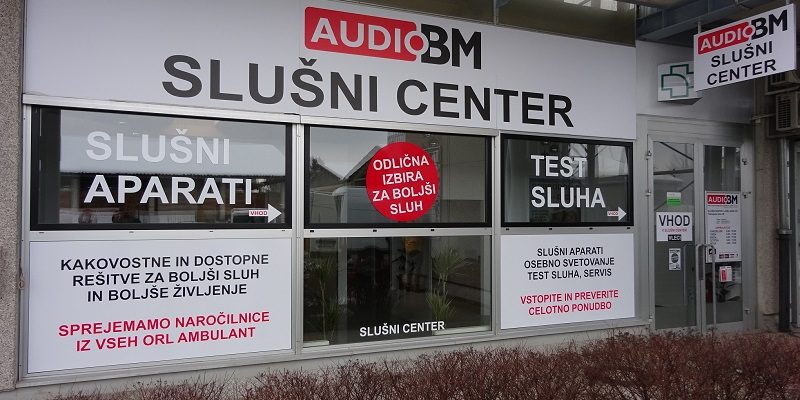 AUDIOBM
SLUŠNI CENTER
AUDIOBM
SLUŠNI
CENTER
SLUŠNI
APARATI
VHOD
ODLIČNA
IZBIRA
ZA BOLJŠI
SLUH
TEST
SLUHA
VHOD
KAKOVOSTNE IN DOSTOPNE
REŠITVE ZA BOLJŠI SLUH
IN BOLJŠE ŽIVLJENJE
SPREJEMAMO NAROČILNICE
IZ VSEH ORL AMBULANT
SLUŠNI CENTER
SLUŠNI APARATI
OSEBNO SVETOVANJE
TEST SLUHA, SERVIS
VSTOPITE IN PREVERITE
CELOTNO PONUDBO
VHOD
V SLUŠNI CENTER
AUDIOBM